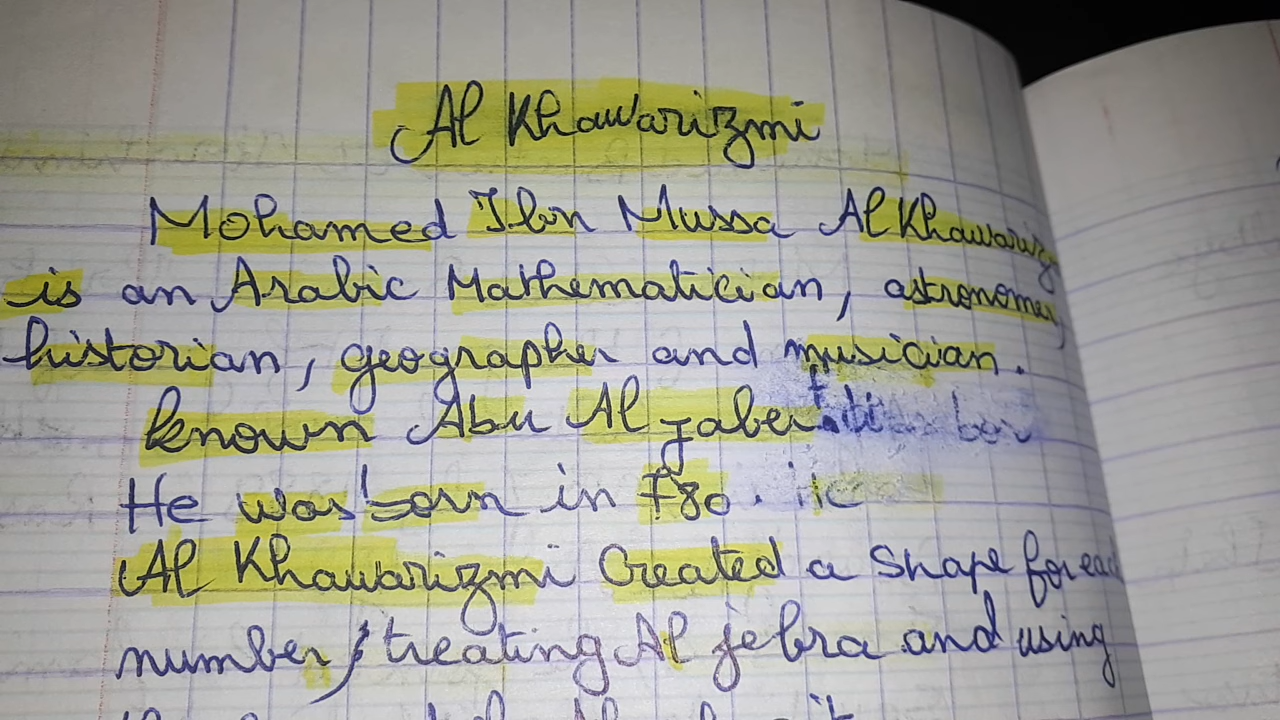 Al Khawarizmi
Mohamed Ibn Mussa Al Khawariz
is an Arabic Mathematician, astronomer,
historian, geographer and musician.
known Abu Al jaber.
He was born in 780.
Al Khawarizmi Created a Shape for each
number, treating Al jebra and using